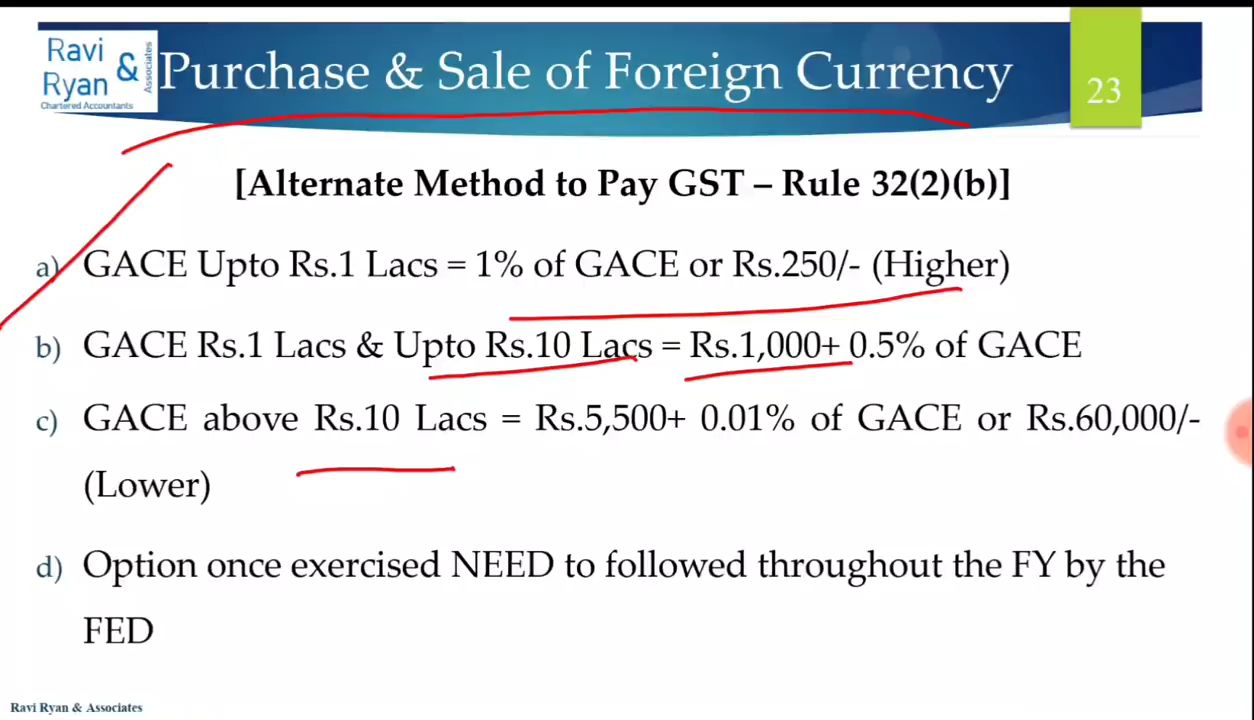 Ravi
Ryan
&
Associates
Chartered Accountants
Purchase & Sale of Foreign Currency
23
[Alternate Method to Pay GST – Rule 32(2)(b)]
a) GACE Upto Rs.1 Lacs = 1% of GACE or Rs.250/- (Higher)
b) GACE Rs.1 Lacs & Upto Rs.10 Lacs = Rs.1,000+ 0.5% of GACE
c) GACE above Rs.10 Lacs = Rs.5,500+ 0.01% of GACE or Rs.60,000/-
(Lower)
d) Option once exercised NEED to followed throughout the FY by the
FED
Ravi Ryan & Associates